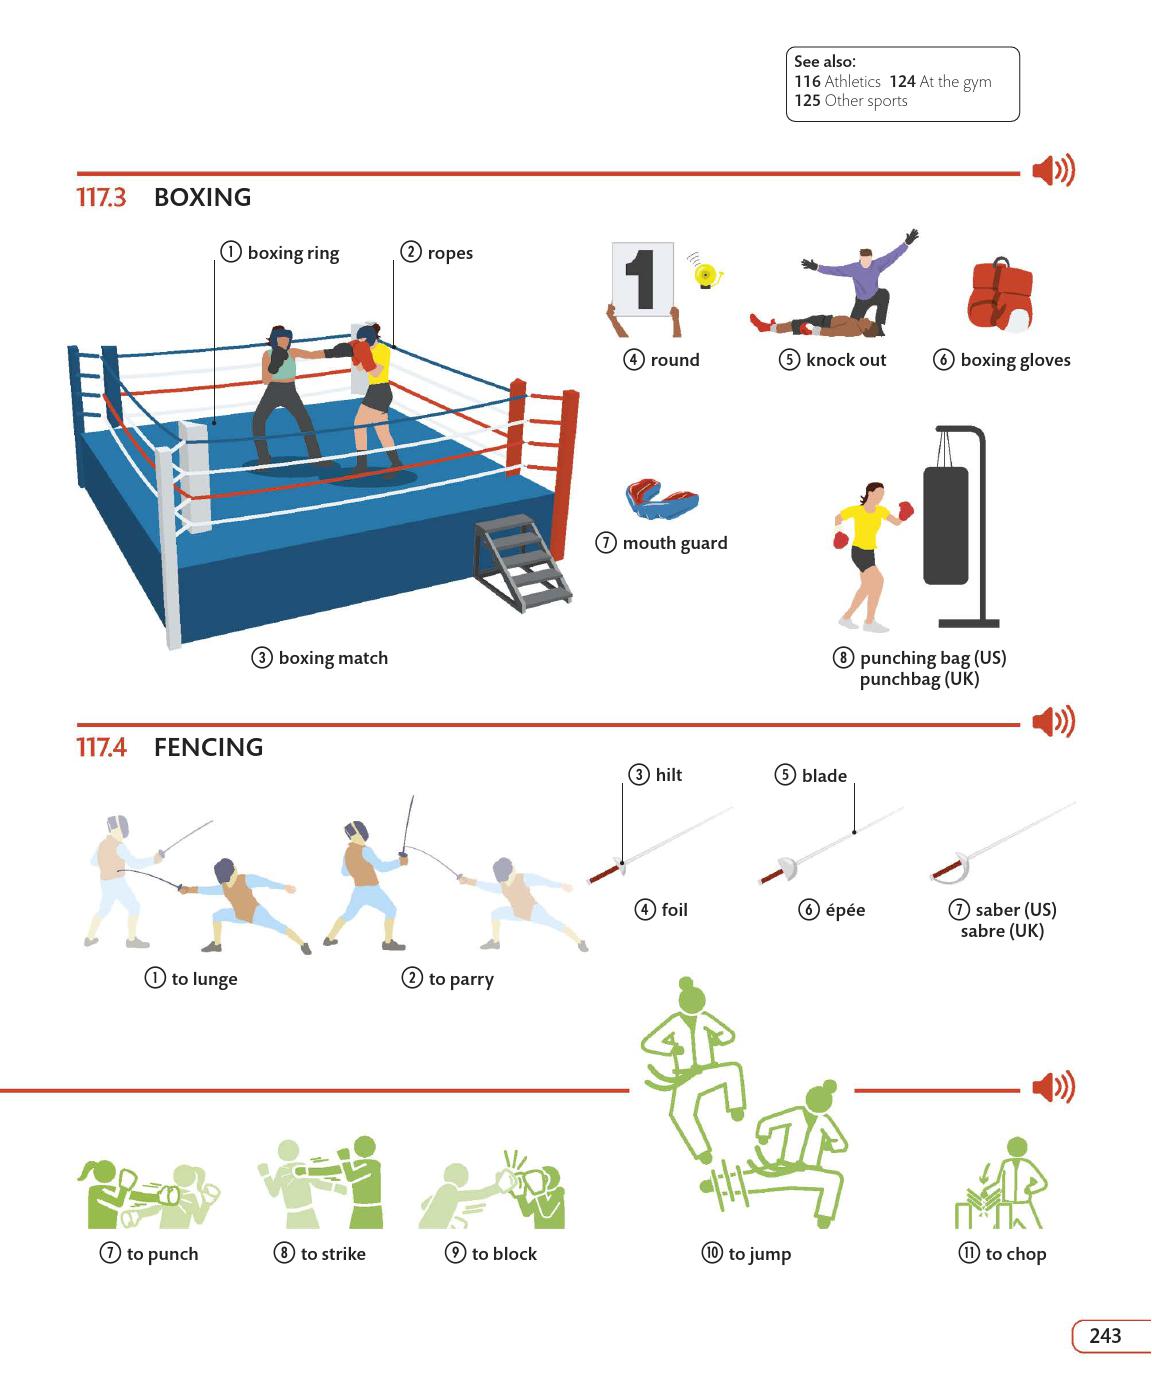 See also:
116 Athletics 124 At the gym
125 Other sports
117.3 BOXING
① boxing ring
② ropes
1
④ round
⑤ knock out
⑥ boxing gloves
⑦ mouth guard
③ boxing match
⑧ punching bag (US)
punchbag (UK)
117.4 FENCING
③ hilt
⑤ blade
④ foil
⑥ épée
⑦ saber (US)
sabre (UK)
① to lunge
② to parry
⑦ to punch
⑧ to strike
⑨ to block
⑩ to jump
⑪ to chop
243